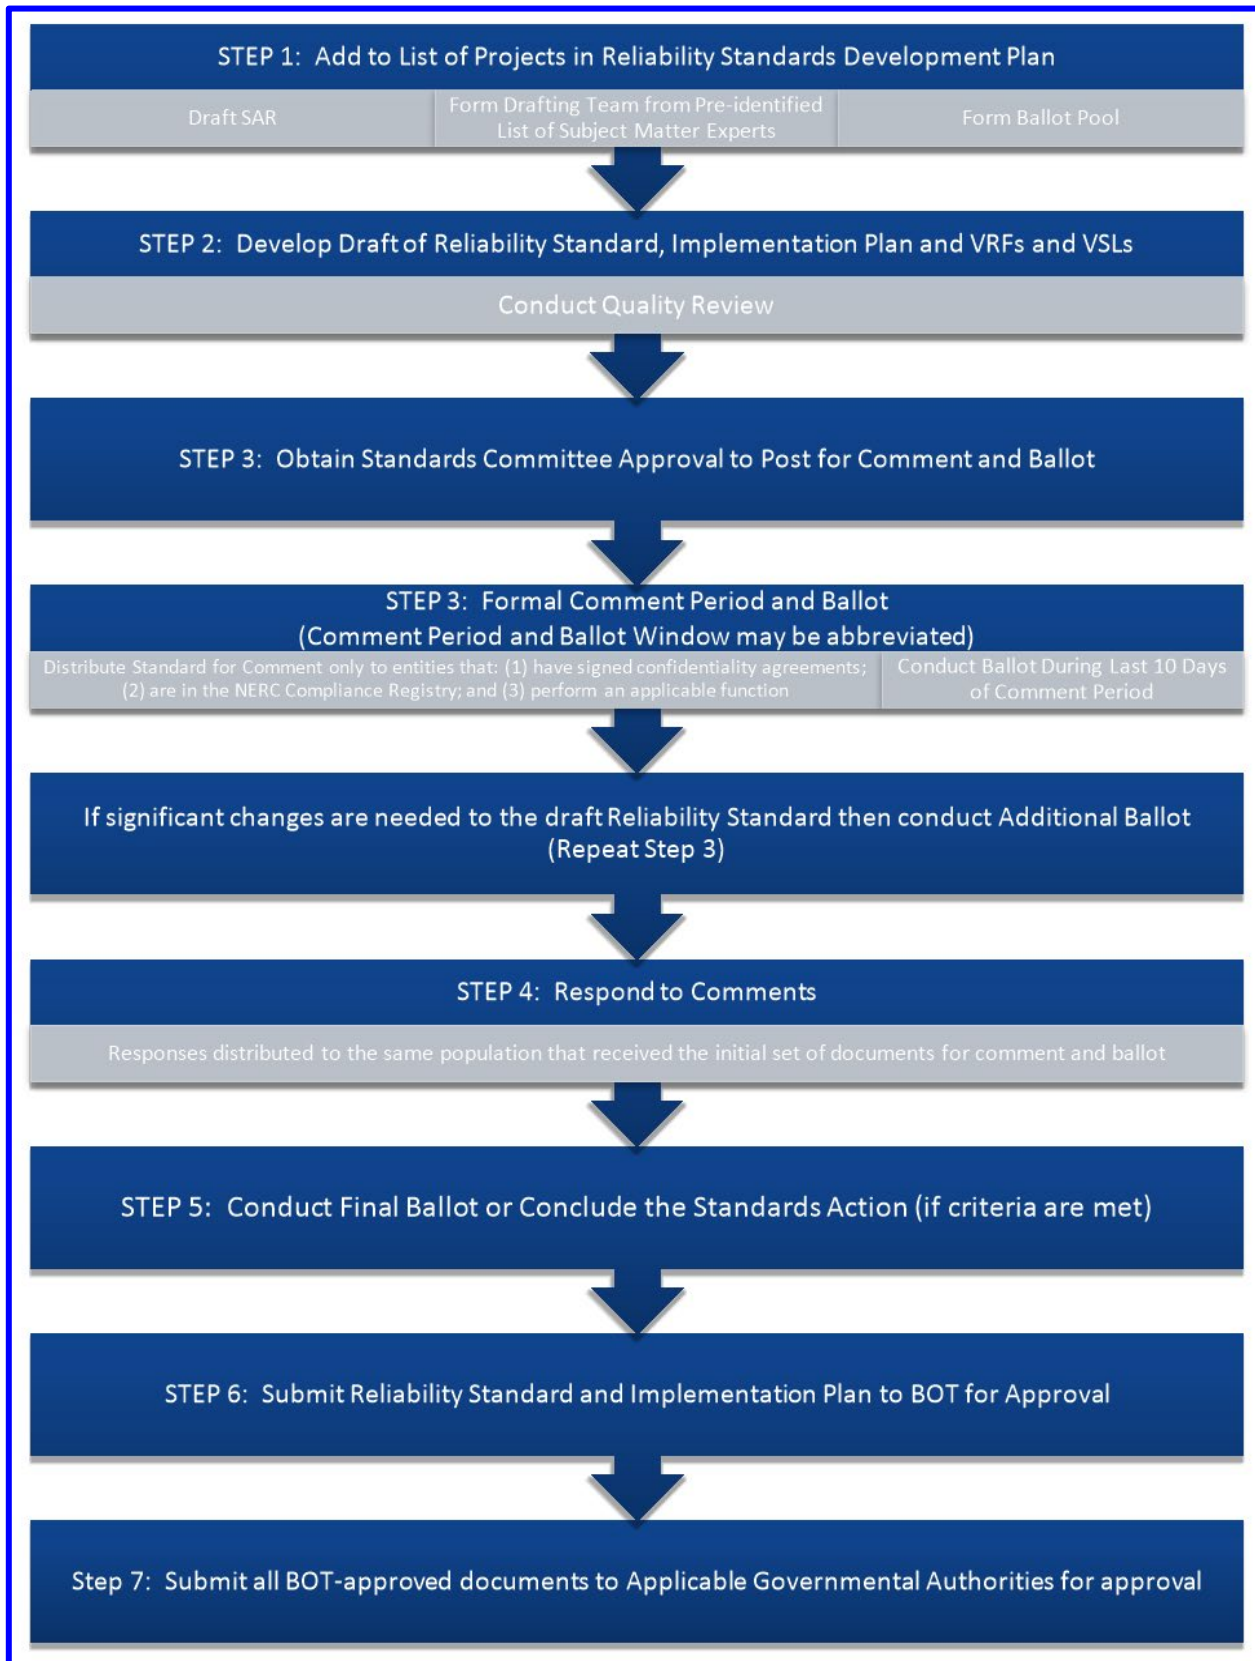 STEP 1: Add to List of Projects in Reliability Standards Development Plan
Draft SAR
Form Drafting Team from Pre-identified
List of Subject Matter Experts
Form Ballot Pool
STEP 2: Develop Draft of Reliability Standard, Implementation Plan and VRFs and VSLs
Conduct Quality Review
STEP 3: Obtain Standards Committee Approval to Post for Comment and Ballot
STEP 3: Formal Comment Period and Ballot
(Comment Period and Ballot Window may be abbreviated)
Distribute Standard for Comment only to entities that: (1) have signed confidentiality agreements;
(2) are in the NERC Compliance Registry; and (3) perform an applicable function
Conduct Ballot During Last 10 Days
of Comment Period
If significant changes are needed to the draft Reliability Standard then conduct Additional Ballot
(Repeat Step 3)
STEP 4: Respond to Comments
Responses distributed to the same population that received the initial set of documents for comment and ballot
STEP 5: Conduct Final Ballot or Conclude the Standards Action (if criteria are met)
STEP 6: Submit Reliability Standard and Implementation Plan to BOT for Approval
Step 7: Submit all BOT-approved documents to Applicable Governmental Authorities for approval